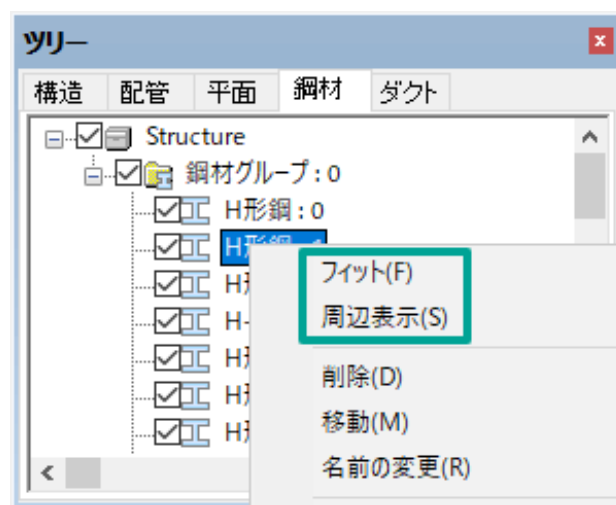 ツリー
構造 配管 平面 鋼材 ダクト
Structure
鋼材グループ : 0
H形鋼 : 0
フィット(F)
周辺表示(S)
削除(D)
移動(M)
名前の変更(R)